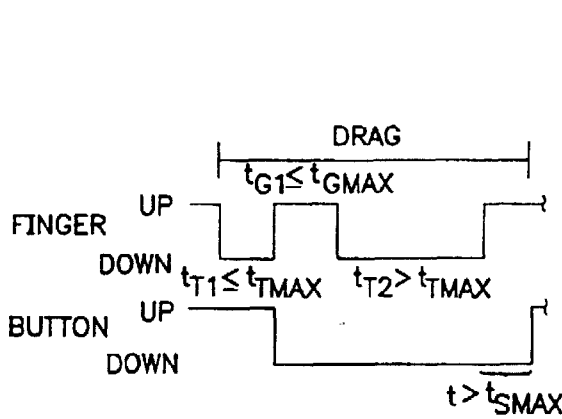 DRAG
tG1≤ tGMAX
UP
FINGER
DOWN
tT1≤ tTMAX
tT2> tTMAX
UP
BUTTON
DOWN
t> tSMAX